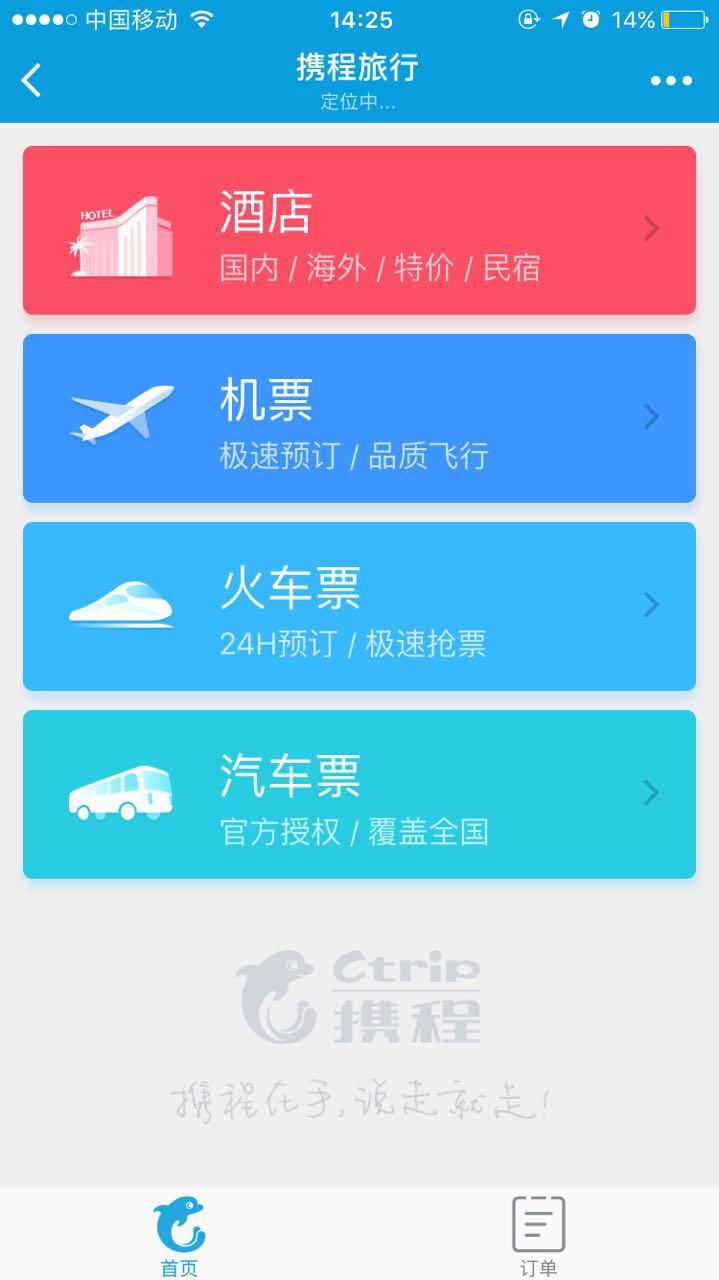 中国移动
14:25
14%
携程旅行
定位中...
HOTEL
酒店
国内 / 海外 / 特价 / 民宿
机票
极速预订 / 品质飞行
火车票
24H预订 / 极速抢票
汽车票
官方授权 / 覆盖全国
Ctrip
携程
携程在手,说走就走!
首页
订单